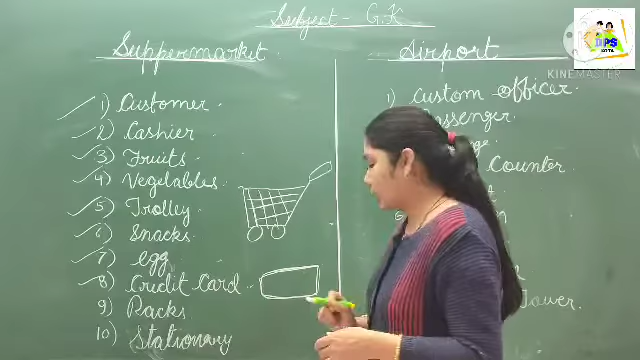 Subject - G.K
Suppermarket
1) Customer
2) Cashier
3) Fruits
4) Vegetables
5) Trolley
6) Snacks
7) egg
8) Credit Card
9) Racks
10) Stationary
Airport
1) Custom officer.
Passenger
Counter
Tower
DPS
KINEMASTER